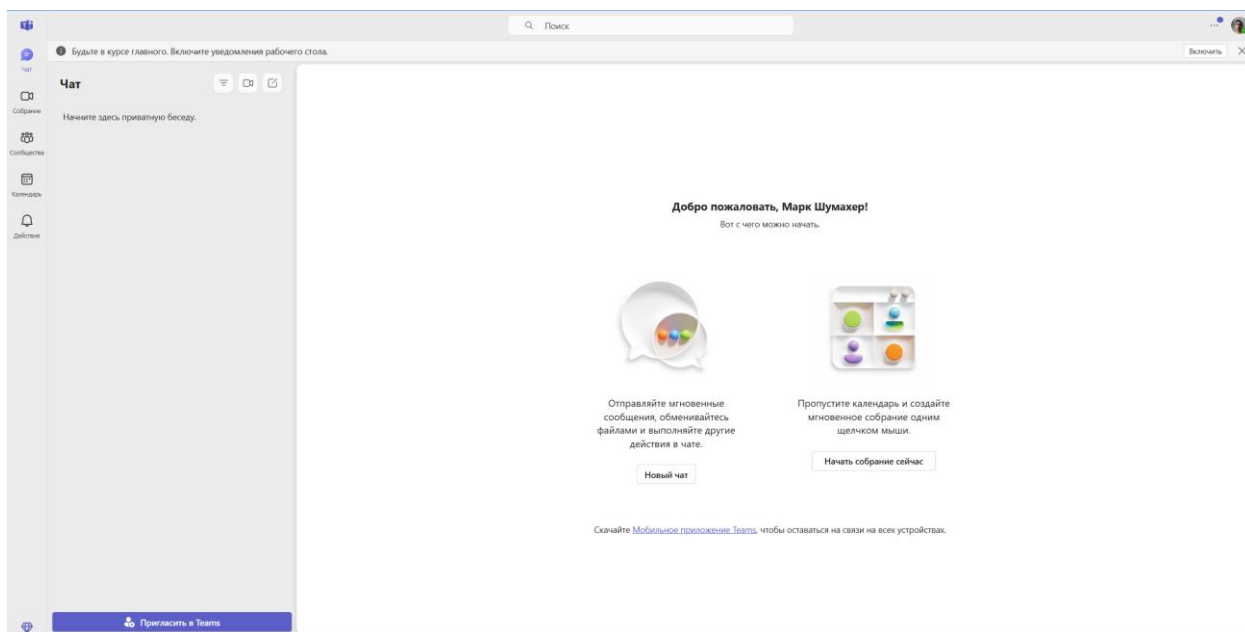 Поиск
Будьте в курсе главного. Включите уведомления рабочего стола.
Включить
Чат
Чат
Начните здесь приватную беседу.
Собрание
Сообщества
Календарь
Действие
Добро пожаловать, Марк Шумахер!
Вот с чего можно начать.
Отправляйте мгновенные
сообщения, обменивайтесь
файлами и выполняйте другие
действия в чате.
Новый чат
Пропустите календарь и создайте
мгновенное собрание одним
щелчком мыши.
Начать собрание сейчас
Скачайте Мобильное приложение Teams, чтобы оставаться на связи на всех устройствах.
Пригласить в Teams